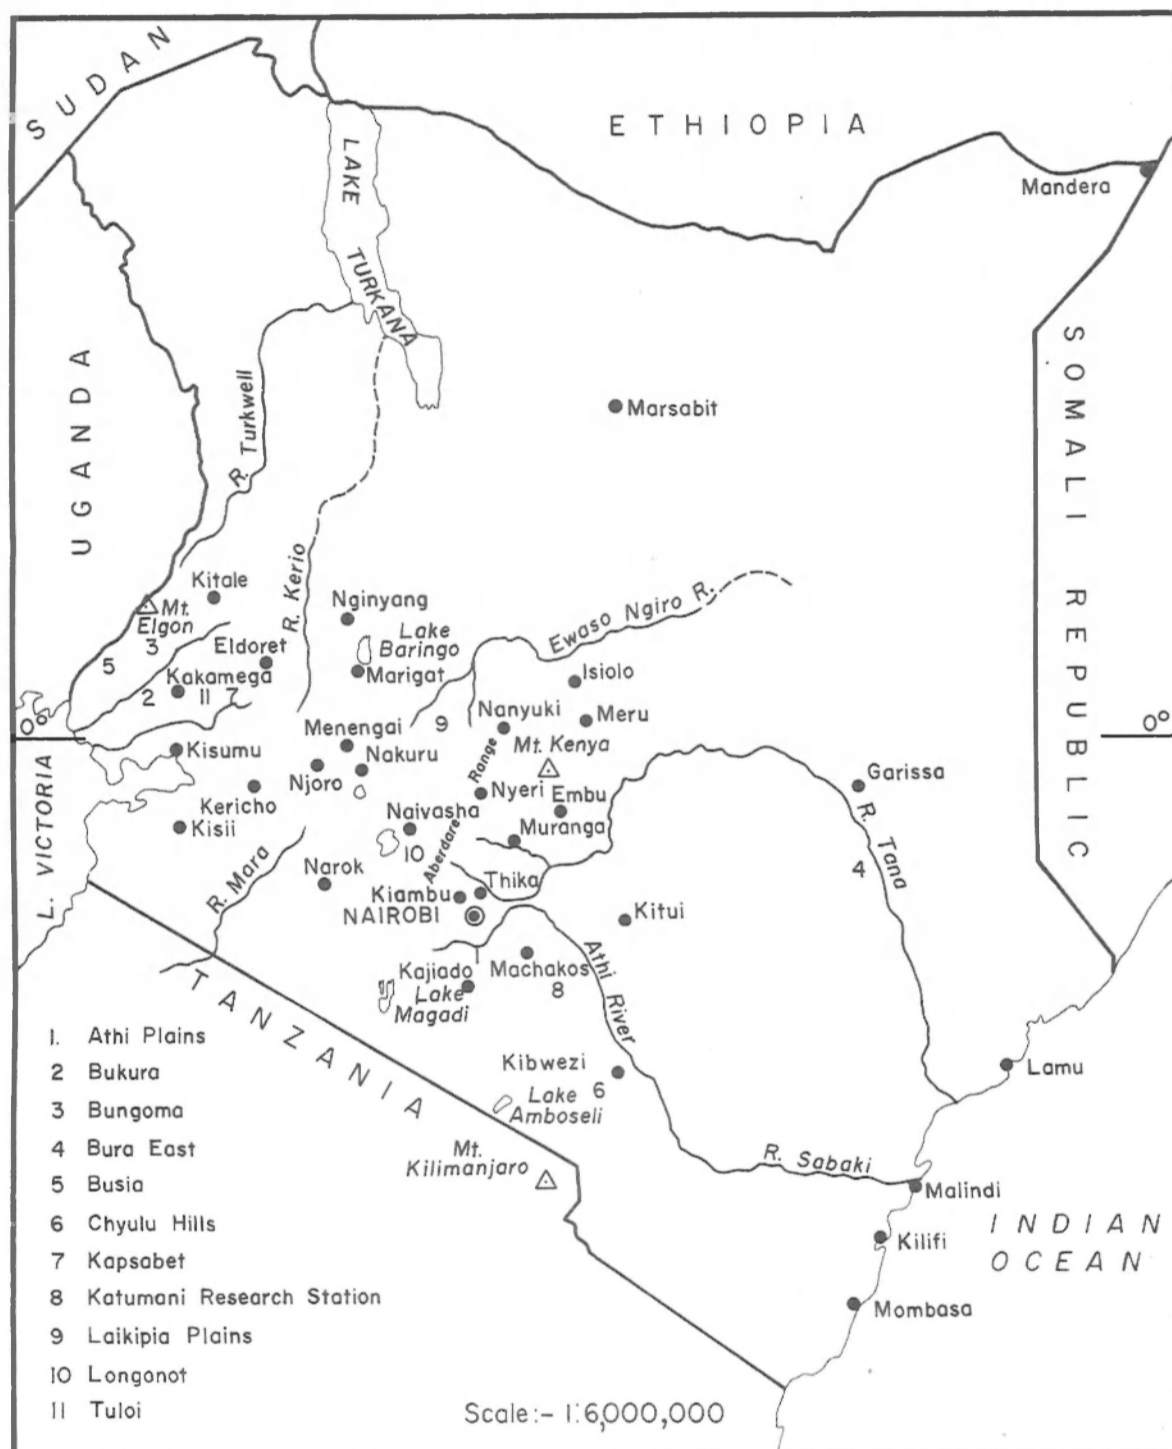 SUDAN
ETHIOPIA
Mandera
LAKE
TURKANA
UGANDA
R. Turkwell
Marsabit
SOMALI REPUBLIC
R. Kerio
Kitale
Mt.
Elgon
3
Nginyang
Lake
Baringo
Ewaso Ngiro R.
5
Eldoret
Marigat
Isiolo
Kakamega
2
11
7
9
Nanyuki
Meru
0°
Menengai
Mt. Kenya
0°
Kisumu
Nakuru
Range
Njoro
Nyeri
Garissa
Kericho
Embu
L. VICTORIA
Kisii
Naivasha
Muranga
10
Aberdare
R. Tana
4
R. Mara
Narok
Thika
Kiambu
NAIROBI
Kitui
Kajiado
Machakos
8
Athi River
Lake
Magadi
TANZANIA
Kibwezi
6
Lamu
Lake
Amboseli
Mt.
Kilimanjaro
R. Sabaki
Malindi
INDIAN
OCEAN
Kilifi
Mombasa
1. Athi Plains
2 Bukura
3 Bungoma
4 Bura East
5 Busia
6 Chyulu Hills
7 Kapsabet
8 Katumani Research Station
9 Laikipia Plains
10 Longonot
11 Tuloi
Scale:- 1:6,000,000